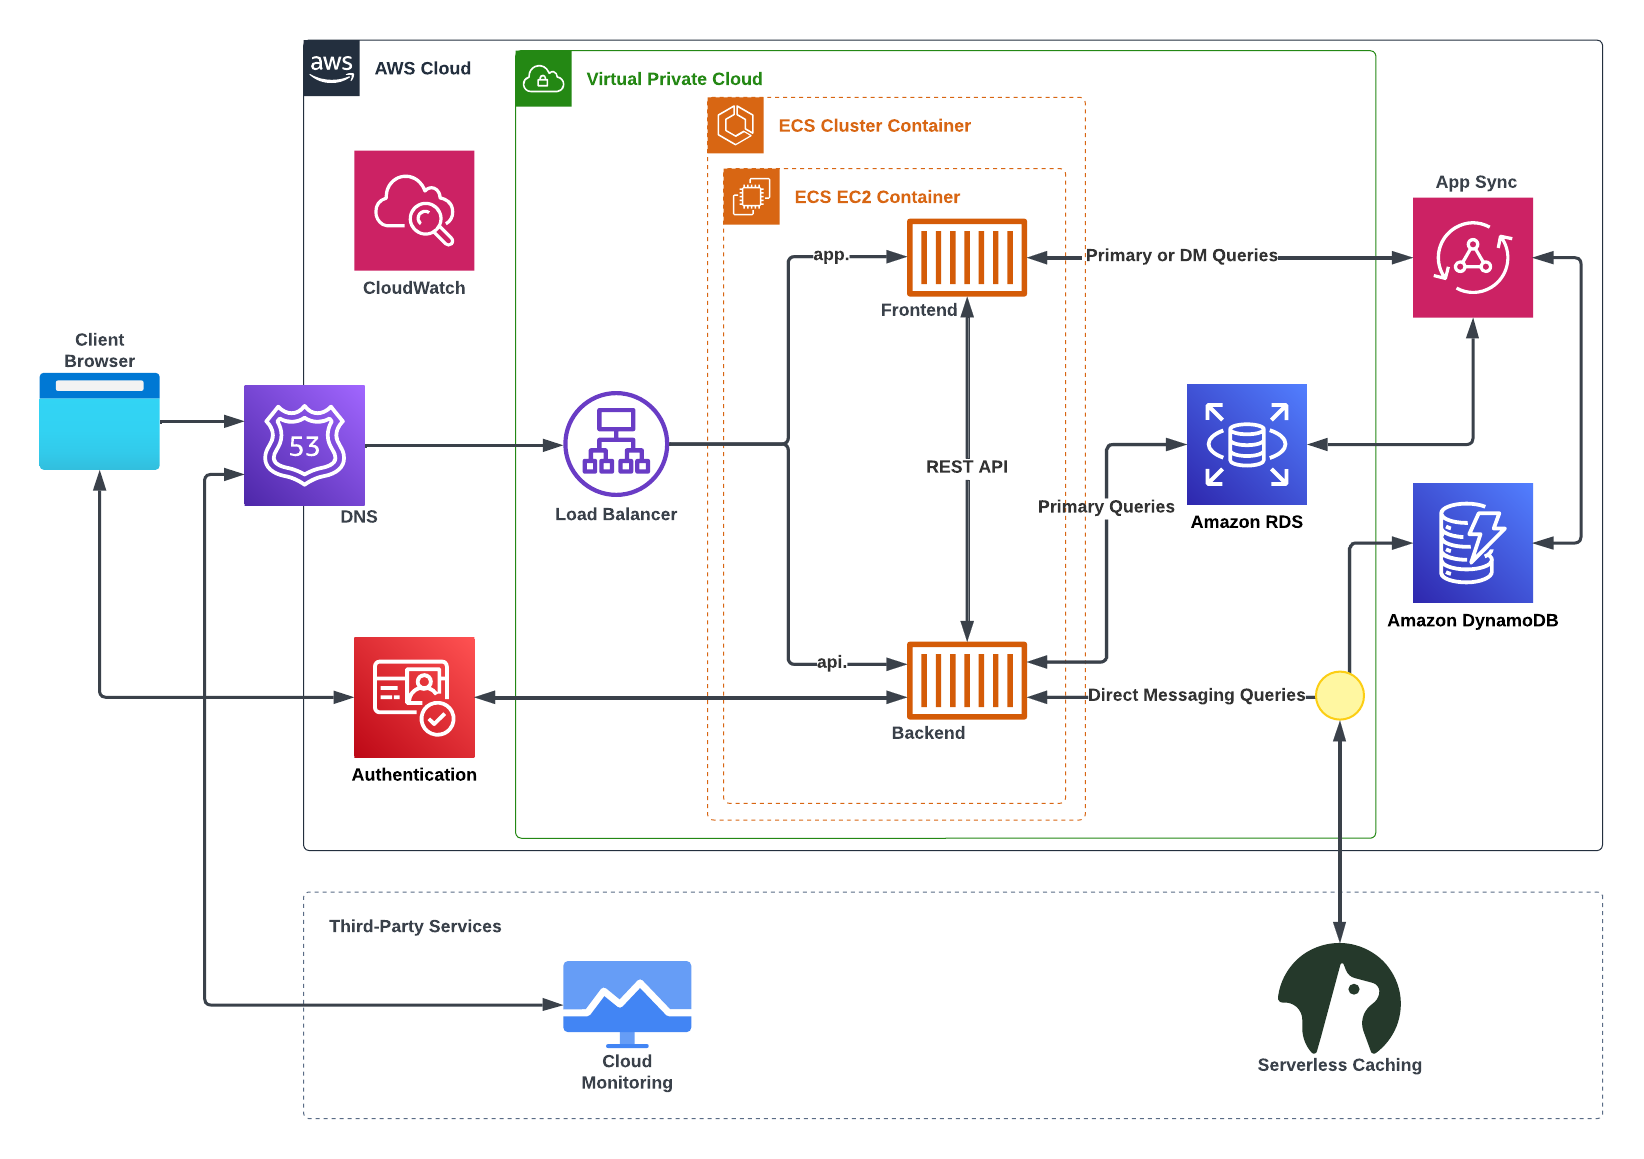 aws
AWS Cloud
Virtual Private Cloud
ECS Cluster Container
ECS EC2 Container
App Sync
app.
Primary or DM Queries
CloudWatch
Frontend
Client
Browser
53
DNS
Load Balancer
REST API
Primary Queries
Amazon RDS
Amazon DynamoDB
api.
Direct Messaging Queries
Backend
Authentication
Third-Party Services
Cloud
Monitoring
Serverless Caching